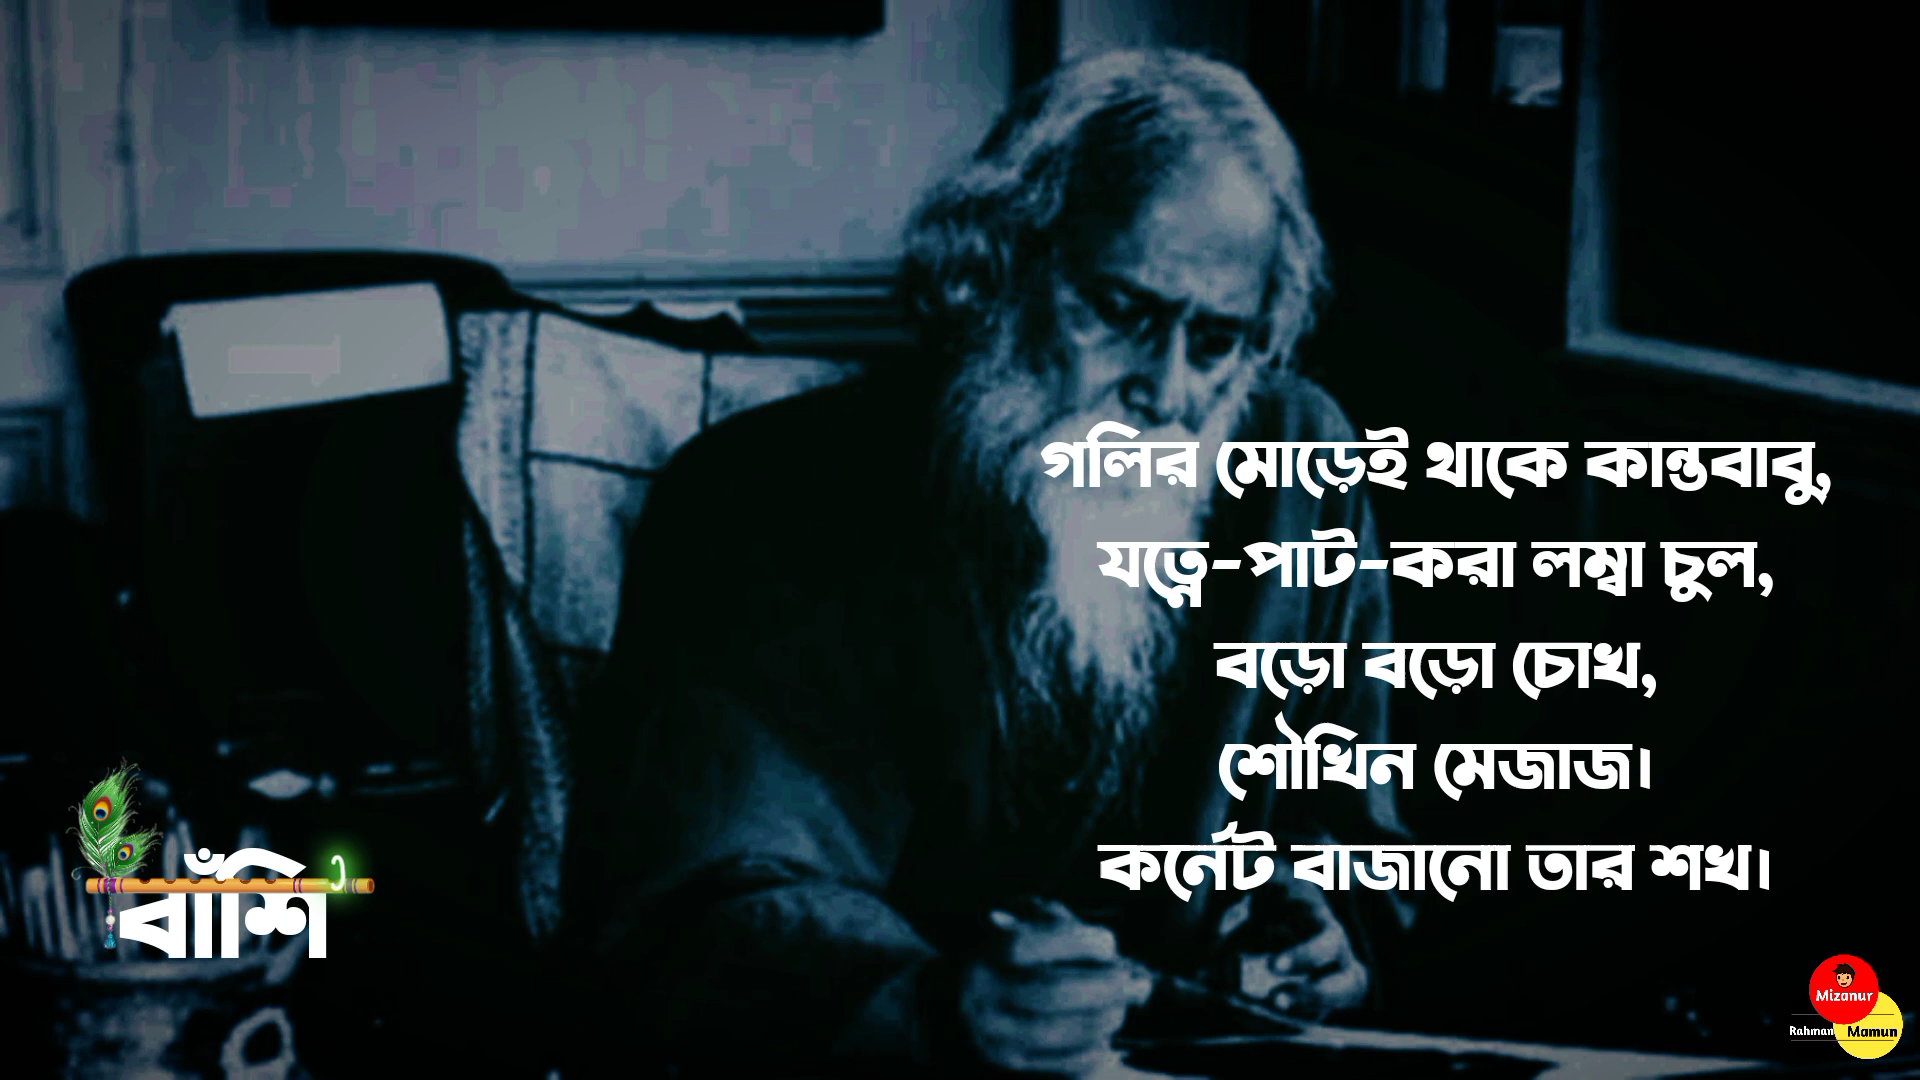 গলির মোড়েই থাকে কান্তবাবু,
যত্নে-পাট-করা লম্বা চুল,
বড়ো বড়ো চোখ,
শৌখিন মেজাজ।
কর্নেট বাজানো তার শখ।
বাঁশি
Mizanur
Rahman Mamun